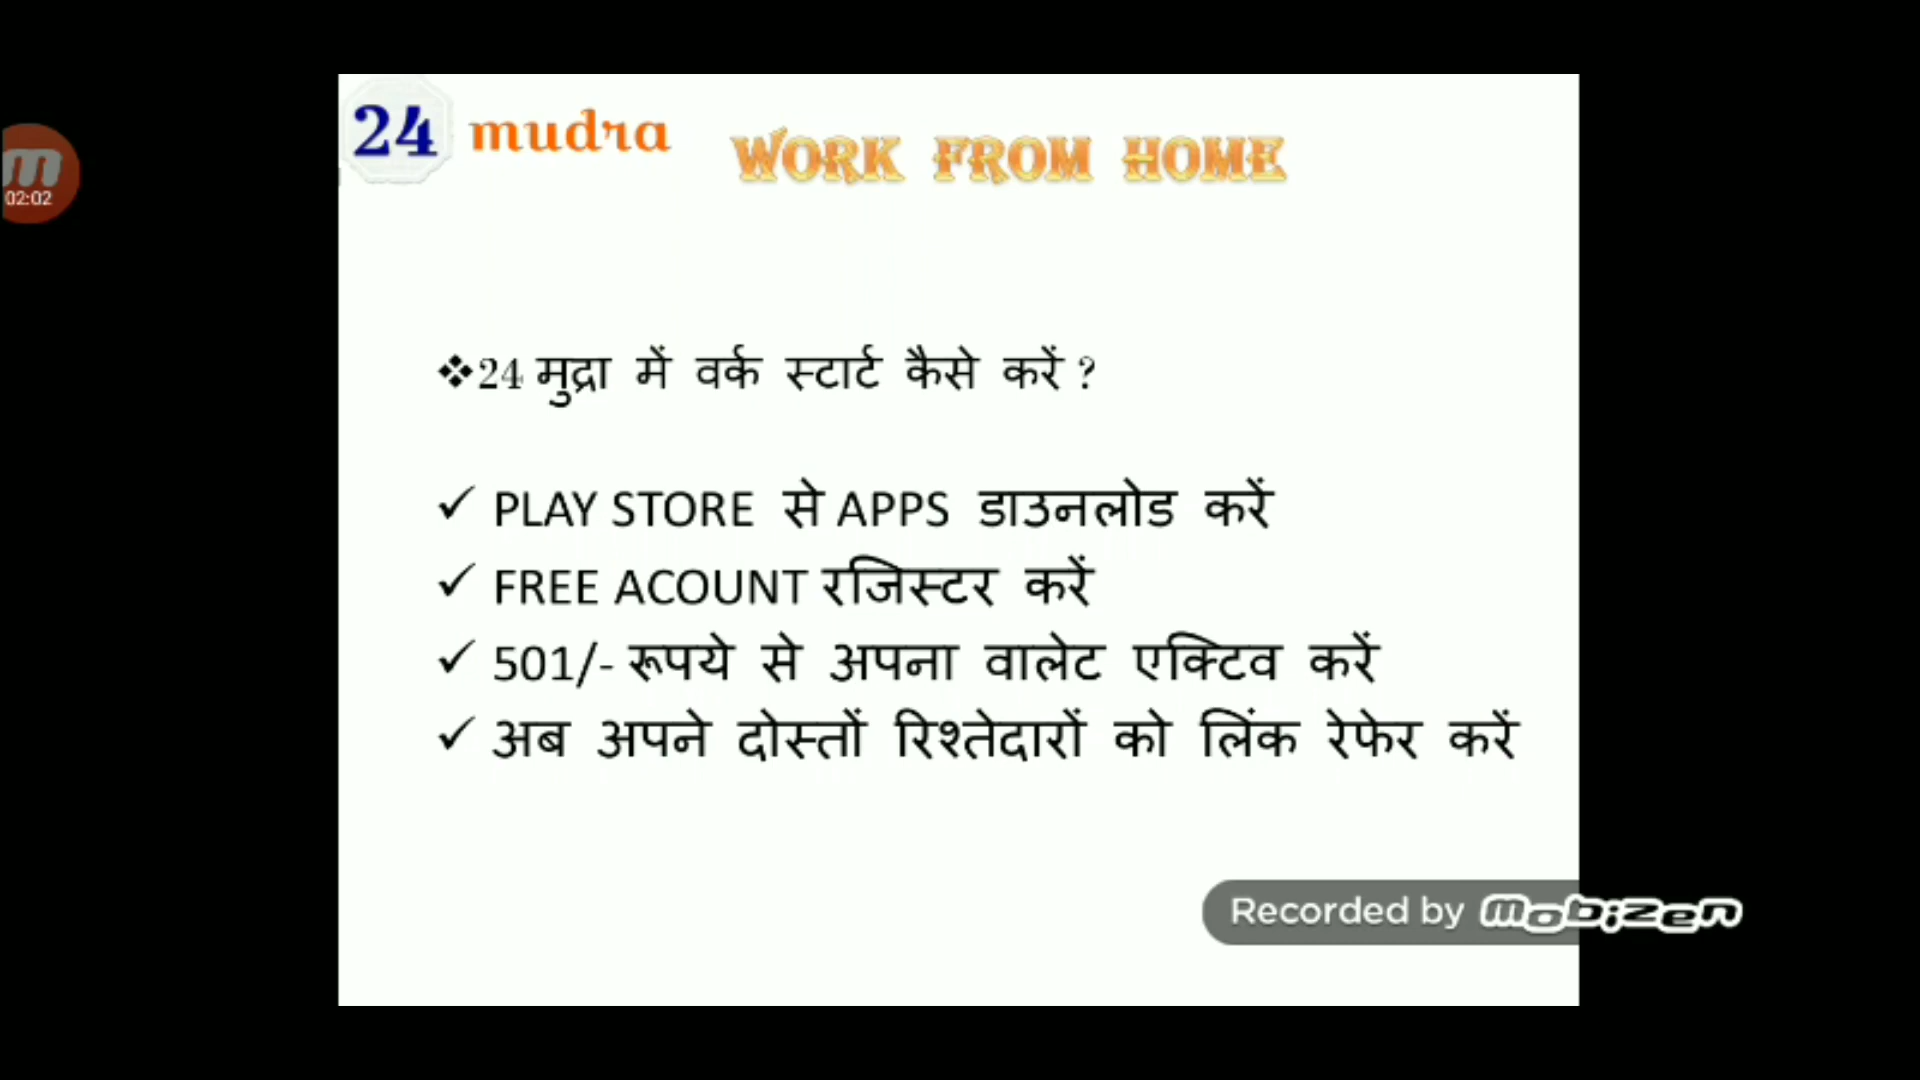 24 mudra WORK FROM HOME
02:02
❖24 मुद्रा में वर्क स्टार्ट कैसे करें ?
✓ PLAY STORE से APPS डाउनलोड करें
✓ FREE ACOUNT रजिस्टर करें
✓ 501/- रूपये से अपना वालेट एक्टिव करें
✓ अब अपने दोस्तों रिश्तेदारों को लिंक रेफेर करें
Recorded by mobizen